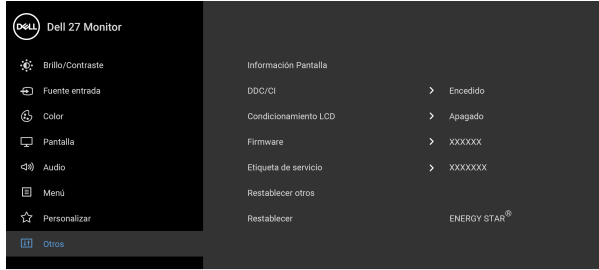 DELL Dell 27 Monitor
Brillo/Contraste
Fuente entrada
Color
Pantalla
Audio
Menú
Personalizar
Otros
Información Pantalla
DDC/CI > Encedido
Condicionamiento LCD > Apagado
Firmware > XXXXXX
Etiqueta de servicio > XXXXXXX
Restablecer otros
Restablecer ENERGY STAR®